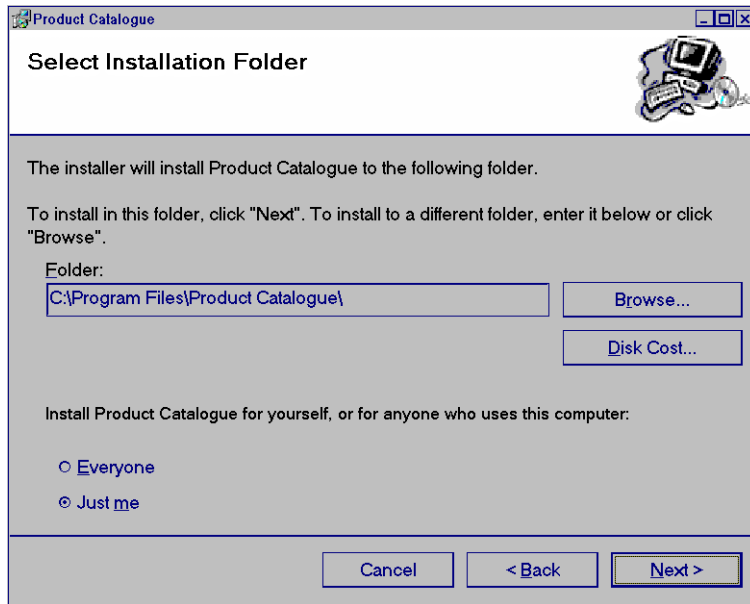 Product Catalogue
Select Installation Folder
The installer will install Product Catalogue to the following folder.
To install in this folder, click "Next". To install to a different folder, enter it below or click
"Browse".
Folder:
C:\Program Files\Product Catalogue\
Browse...
Disk Cost...
Install Product Catalogue for yourself, or for anyone who uses this computer:
Everyone
Just me
Cancel
< Back
Next >